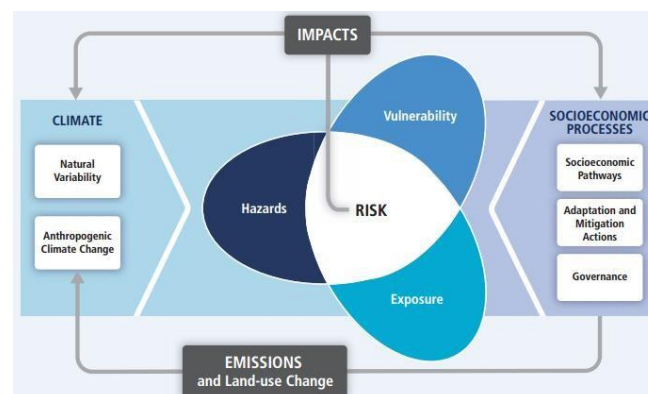 IMPACTS
CLIMATE
Natural
Variability
Anthropogenic
Climate Change
Vulnerability
Hazards
RISK
Exposure
SOCIOECONOMIC
PROCESSES
Socioeconomic
Pathways
Adaptation and
Mitigation
Actions
Governance
EMISSIONS
and Land-use Change